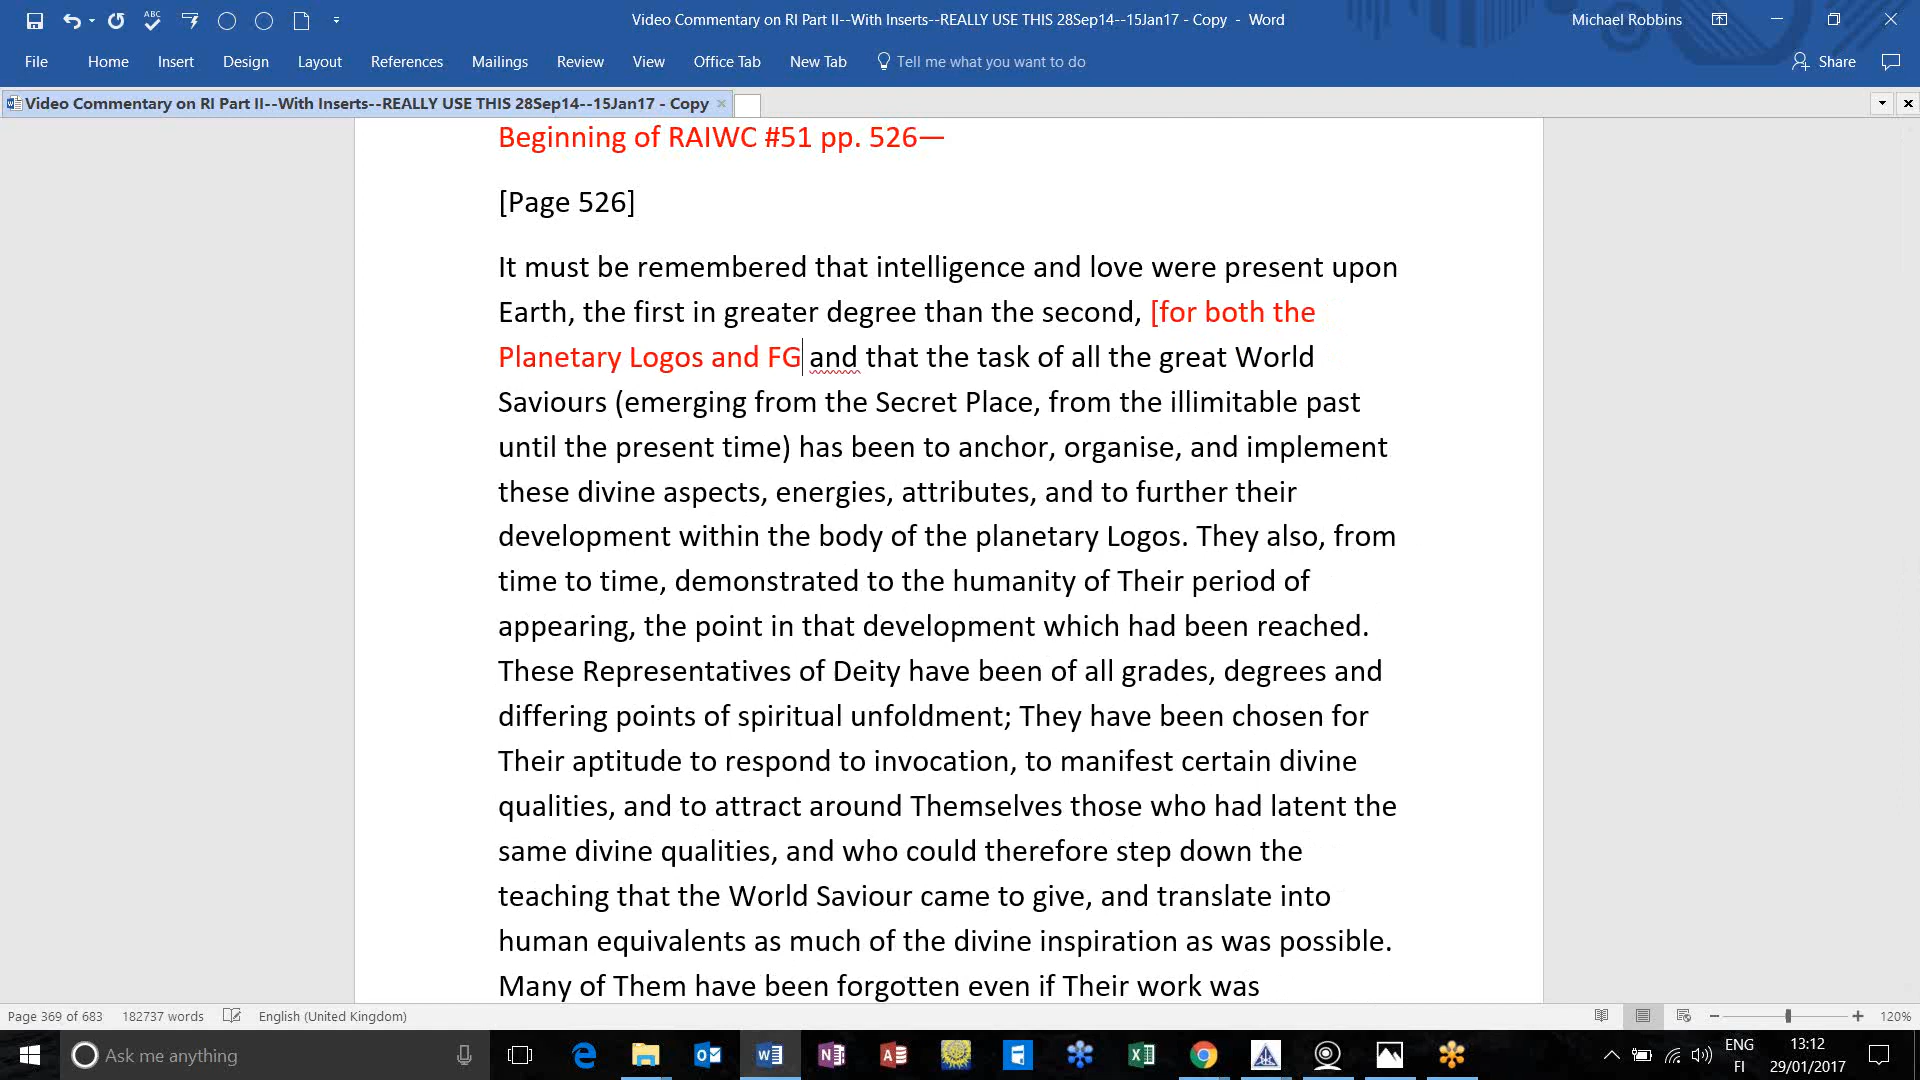 ABC
Video Commentary on RI Part II--With Inserts--REALLY USE THIS 28Sep14--15Jan17 - Copy - Word
Michael Robbins
File Home Insert Design Layout References Mailings Review View Office Tab New Tab Tell me what you want to do Share
Video Commentary on RI Part II--With Inserts--REALLY USE THIS 28Sep14--15Jan17 - Copy
Beginning of RAIWC #51 pp. 526—
[Page 526]
It must be remembered that intelligence and love were present upon
Earth, the first in greater degree than the second, [for both the
Planetary Logos and FG and that the task of all the great World
Saviours (emerging from the Secret Place, from the illimitable past
until the present time) has been to anchor, organise, and implement
these divine aspects, energies, attributes, and to further their
development within the body of the planetary Logos. They also, from
time to time, demonstrated to the humanity of Their period of
appearing, the point in that development which had been reached.
These Representatives of Deity have been of all grades, degrees and
differing points of spiritual unfoldment; They have been chosen for
Their aptitude to respond to invocation, to manifest certain divine
qualities, and to attract around Themselves those who had latent the
same divine qualities, and who could therefore step down the
teaching that the World Saviour came to give, and translate into
human equivalents as much of the divine inspiration as was possible.
Many of Them have been forgotten even if Their work was
Page 369 of 683 182737 words English (United Kingdom) 120%
Ask me anything
ENG 13:12
FI 29/01/2017